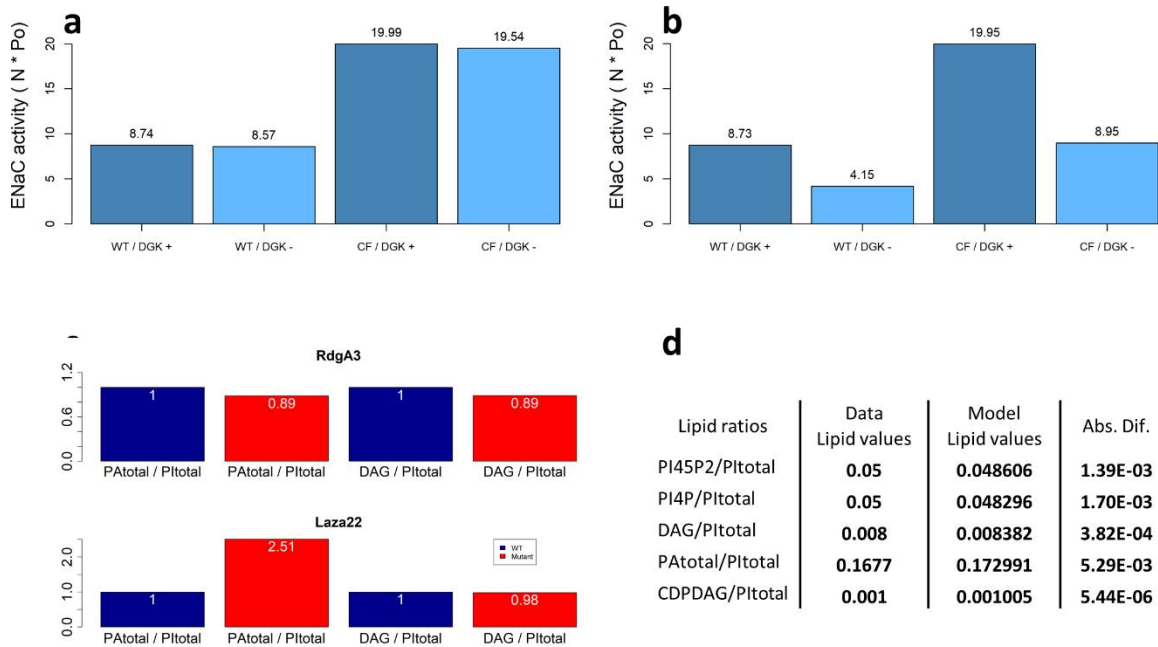 a
ENaC activity ( N * Po)
0 5 10 15 20
8.74 8.57 19.99 19.54
WT / DGK + WT / DGK - CF / DGK + CF / DGK -
b
ENaC activity ( N * Po)
0 5 10 15 20
8.73 4.15 19.95 8.95
WT / DGK + WT / DGK - CF / DGK + CF / DGK -
RdgA3
0.0 0.6 1.2
1 0.89 1 0.89
PAtotal / PItotal PAtotal / PItotal DAG / PItotal DAG / PItotal
Laza22
0.0 1.0 2.0
1 2.51 1 0.98
WT
Mutant
PAtotal / PItotal PAtotal / PItotal DAG / PItotal DAG / PItotal
d
Lipid ratios Data Lipid values Model Lipid values Abs. Dif.
PI45P2/PItotal 0.05 0.048606 1.39E-03
PI4P/PItotal 0.05 0.048296 1.70E-03
DAG/PItotal 0.008 0.008382 3.82E-04
PAtotal/PItotal 0.1677 0.172991 5.29E-03
CDPDAG/PItotal 0.001 0.001005 5.44E-06